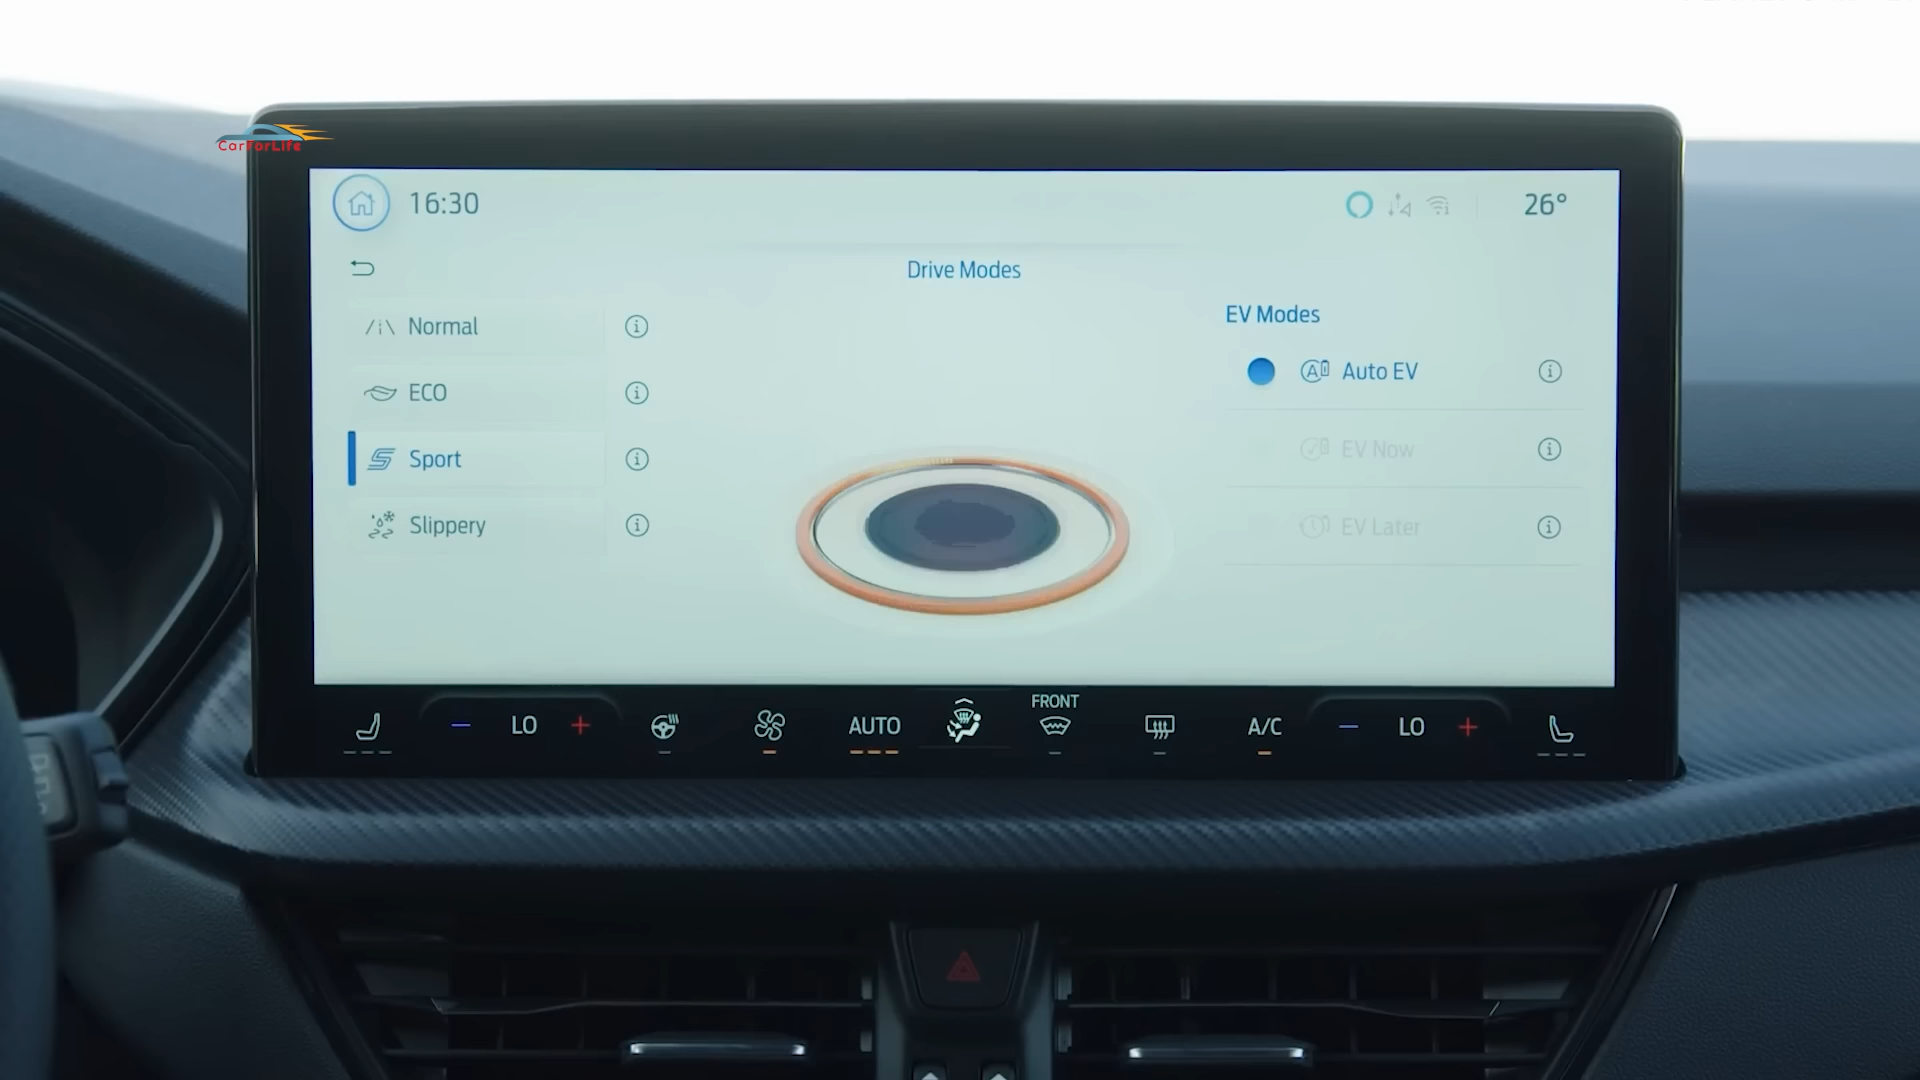 CarForLife
16:30
26°
Drive Modes
Normal
ECO
Sport
Slippery
EV Modes
Auto EV
EV Now
EV Later
LO
AUTO
FRONT
A/C
LO